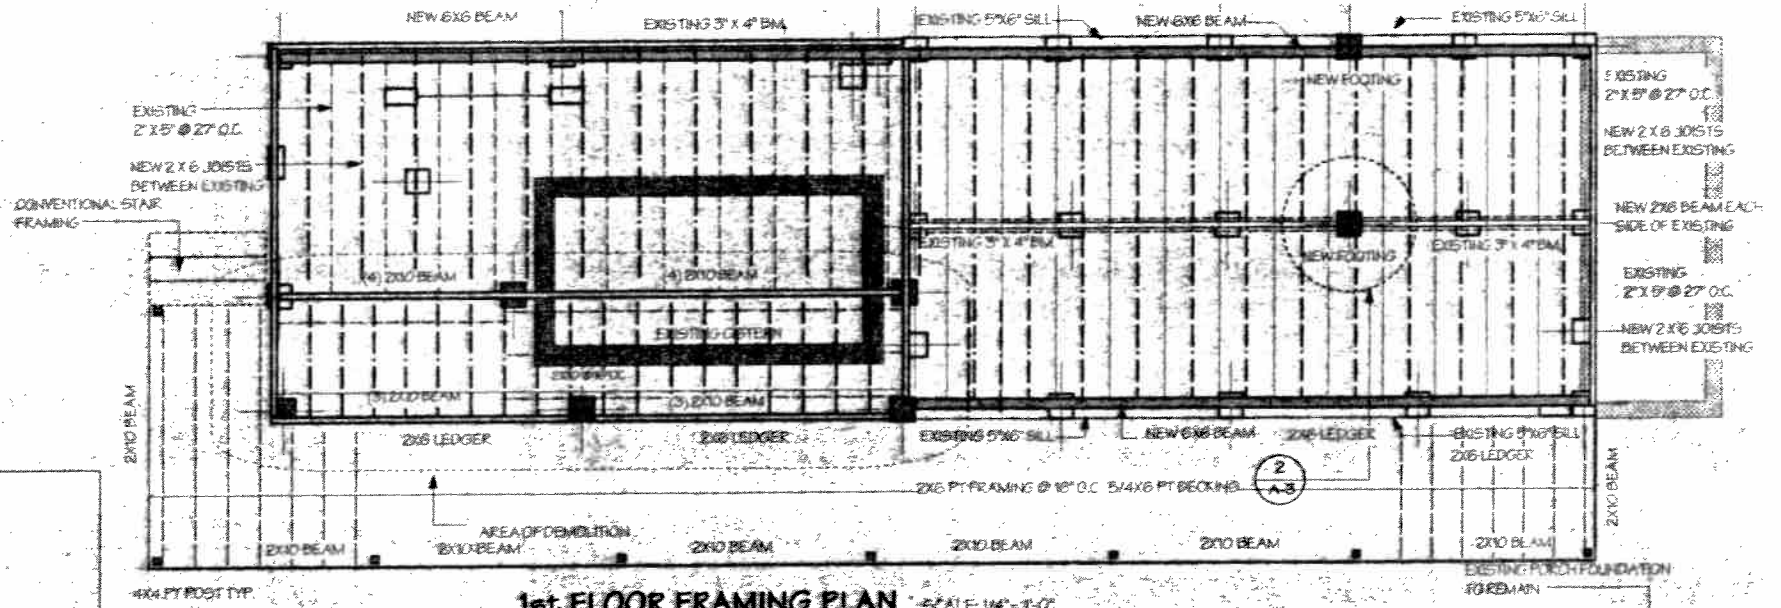 NEW 6X6 BEAM
EXISTING 3" X 4" BM.
EXISTING 5"X6" SILL
NEW 6X6 BEAM
EXISTING 5"X6" SILL
EXISTING
2" X 5" @ 27" O.C.
NEW 2 X 6 JOISTS
BETWEEN EXISTING
CONVENTIONAL STAIR
FRAMING
NEW FOOTING
EXISTING
2" X 5" @ 27" O.C.
NEW 2 X 6 JOISTS
BETWEEN EXISTING
NEW 2X6 BEAM EACH
SIDE OF EXISTING
EXISTING 3" X 4" BM.
EXISTING 3" X 4" BM.
NEW FOOTING
(4) 2X10 BEAM
(4) 2X10 BEAM
EXISTING
2" X 5" @ 27" O.C.
NEW 2 X 6 JOISTS
BETWEEN EXISTING
EXISTING CISTERN
(3) 2X10 BEAM
(3) 2X10 BEAM
2X10 BEAM
2X6 LEDGER
2X6 LEDGER
EXISTING 5"X6" SILL
NEW 6X6 BEAM
2X6 LEDGER
EXISTING 5"X6" SILL
2X6 LEDGER
2
A-3
2X6 PT FRAMING @ 16" O.C. 5/4X6 PT DECKING
2X10 BEAM
AREA OF DEMOLITION
2X10 BEAM
2X10 BEAM
2X10 BEAM
2X10 BEAM
2X10 BEAM
2X10 BEAM
4X4 PT POST TYP.
EXISTING PORCH FOUNDATION
TO REMAIN
1st FLOOR FRAMING PLAN
SCALE: 1/4"=1'-0"